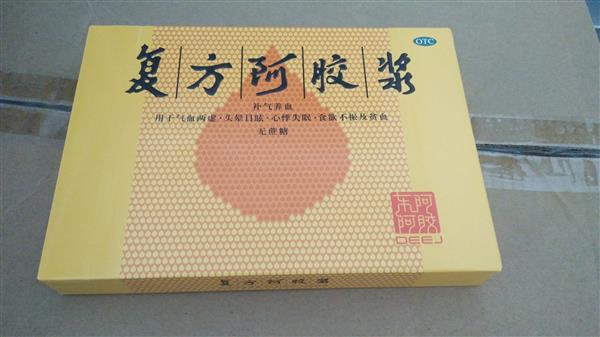 复方阿胶浆
OTC
补气养血
用于气血两虚·头晕目眩·心悸失眠·食欲不振及贫血
无蔗糖
东阿阿胶
DEEJ
复方阿胶浆